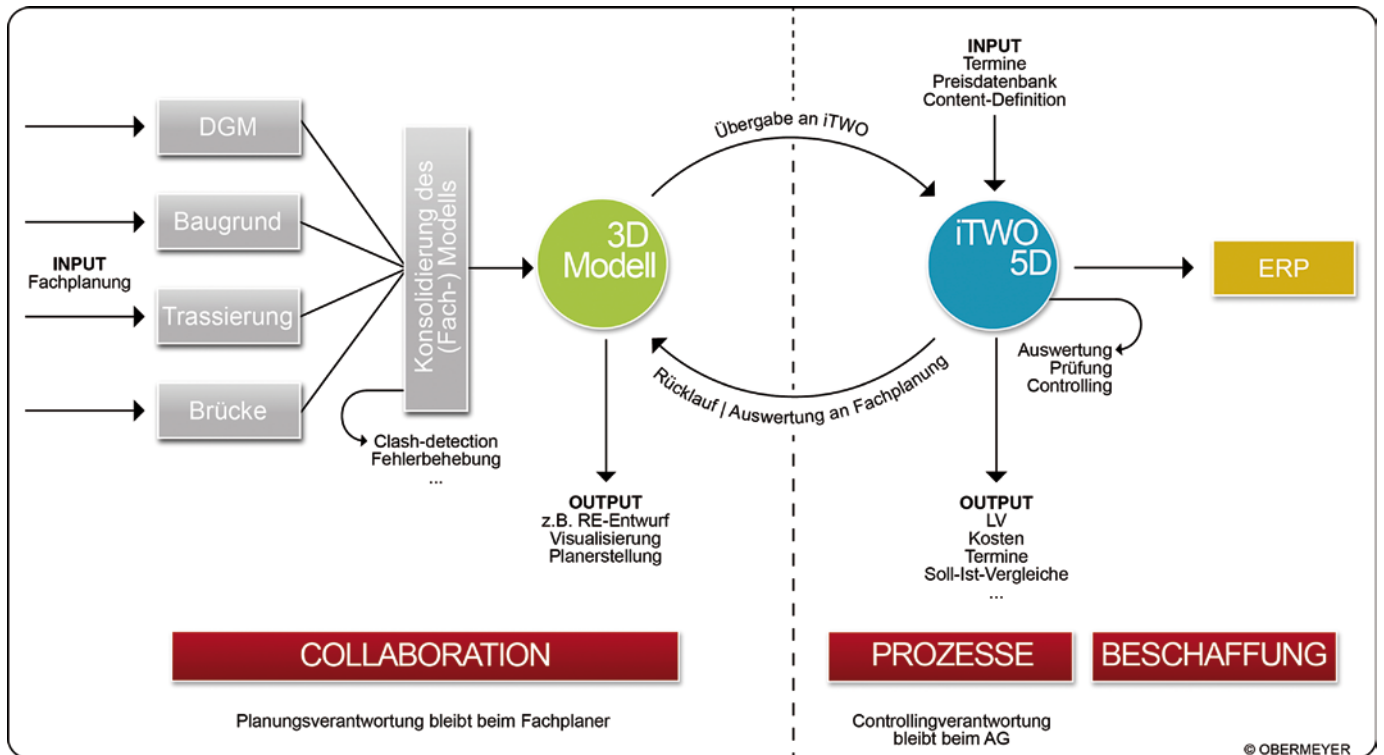 DGM
Baugrund
INPUT
Fachplanung
Trassierung
Brücke
Konsolidierung des
(Fach-) Modells
Clash-detection
Fehlerbehebung
...
3D
Modell
OUTPUT
z.B. RE-Entwurf
Visualisierung
Planerstellung
Übergabe an iTWO
Rücklauf | Auswertung an Fachplanung
INPUT
Termine
Preisdatenbank
Content-Definition
iTWO
5D
Auswertung
Prüfung
Controlling
OUTPUT
LV
Kosten
Termine
Soll-Ist-Vergleiche
...
ERP
COLLABORATION
PROZESSE
BESCHAFFUNG
Planungsverantwortung bleibt beim Fachplaner
Controllingverantwortung
bleibt beim AG
© OBERMEYER